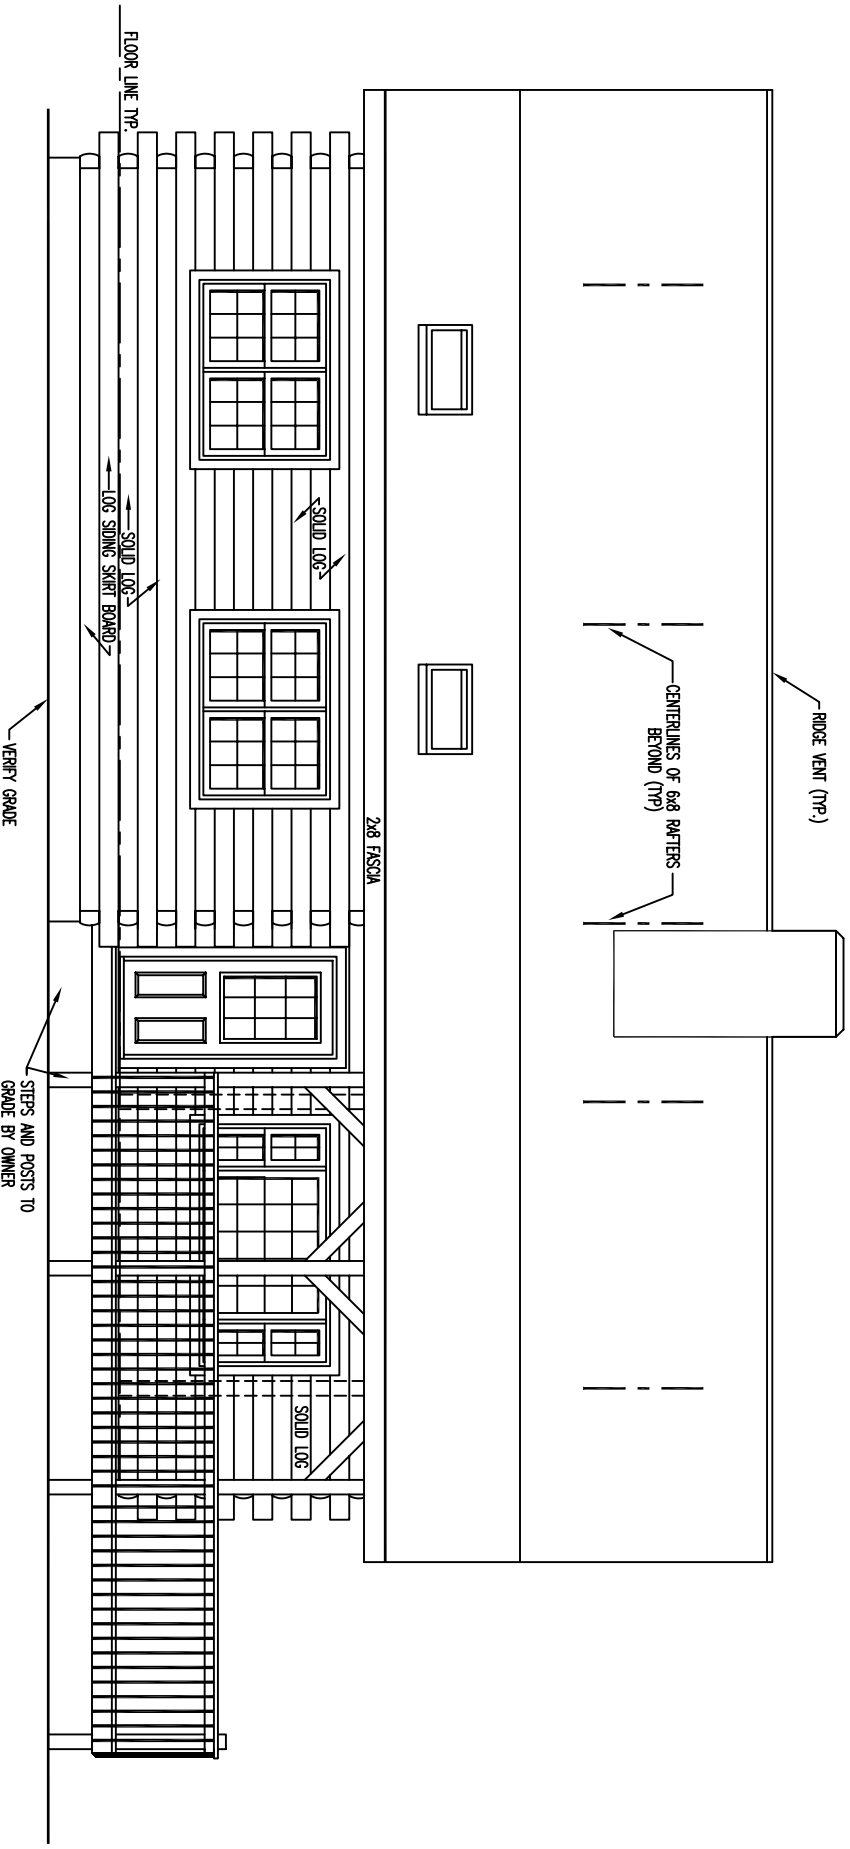 RIDGE VENT (TYP.)
CENTERLINES OF 6x8 RAFTERS
BEYOND (TYP)
2x8 FASCIA
SOLID LOG
SOLID LOG
SOLID LOG
LOG SIDING SKIRT BOARD
FLOOR LINE TYP.
VERIFY GRADE
STEPS AND POSTS TO
GRADE BY OWNER